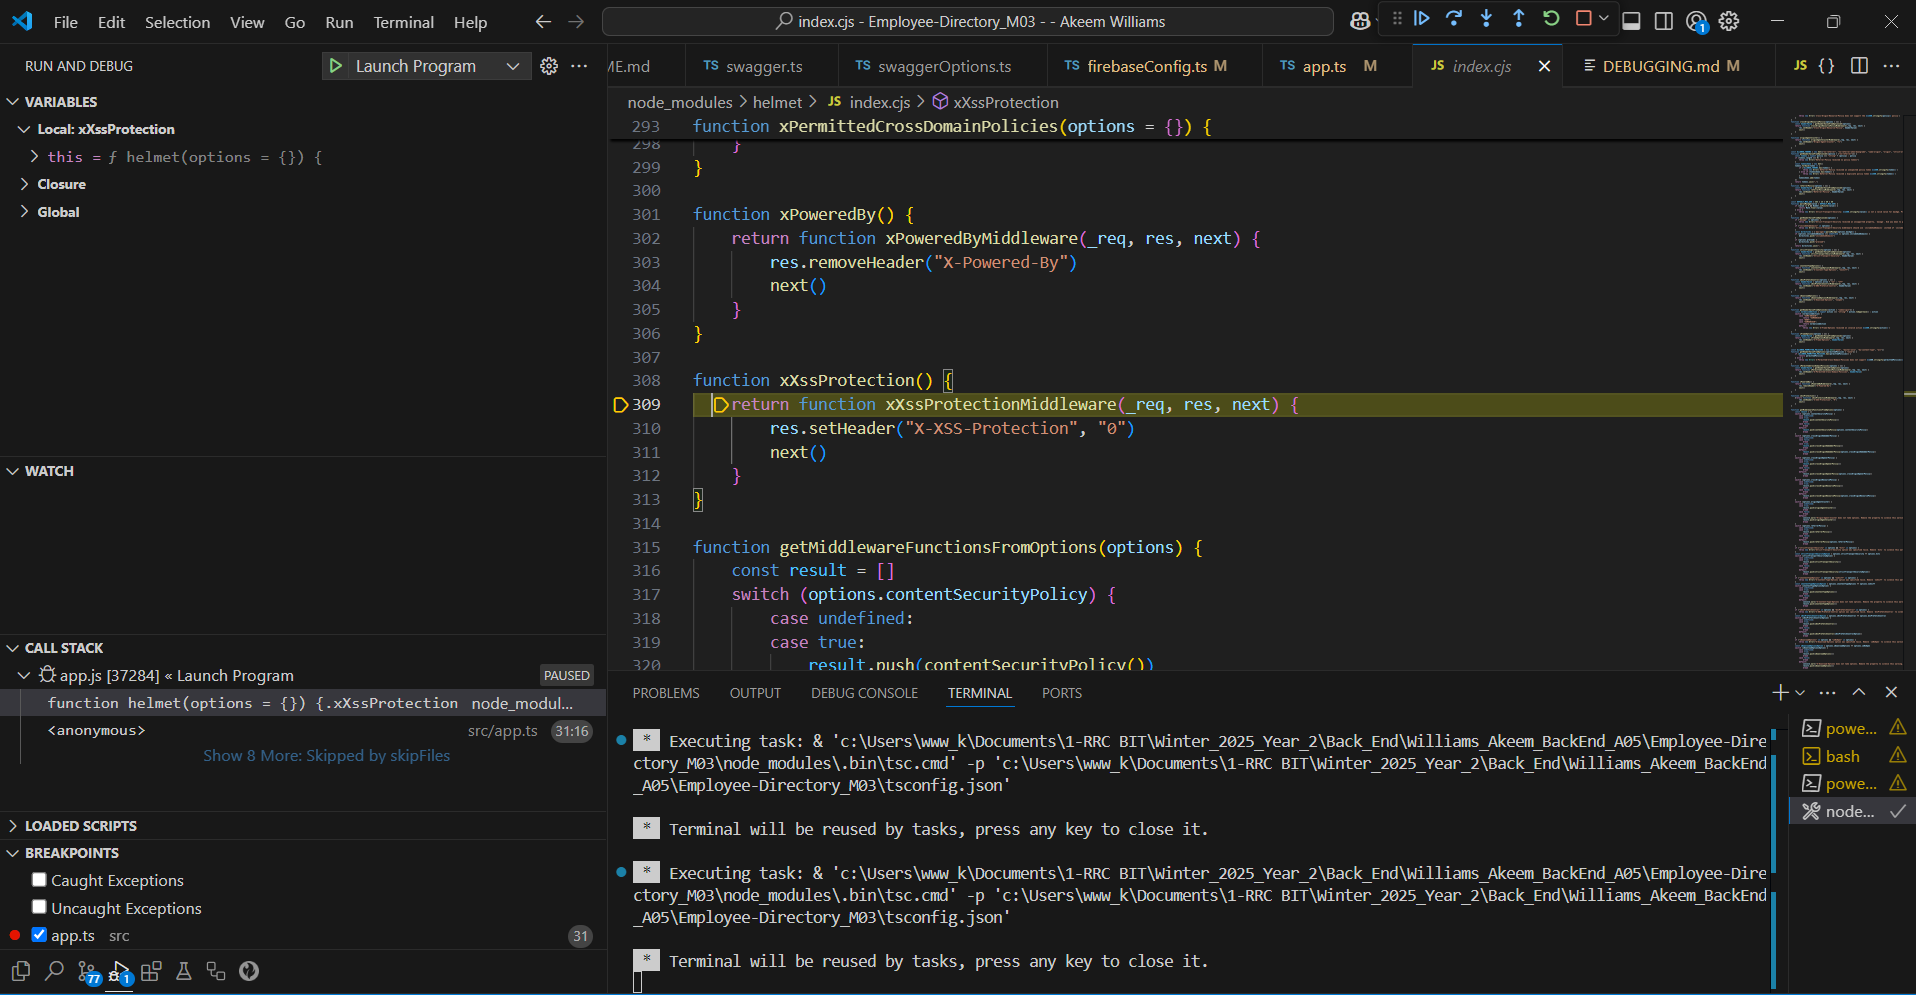 File Edit Selection View Go Run Terminal Help
index.cjs - Employee-Directory_M03 - - Akeem Williams
RUN AND DEBUG
Launch Program
ME.md
TS swagger.ts
TS swaggerOptions.ts
TS firebaseConfig.ts M
TS app.ts M
JS index.cjs
DEBUGGING.md M
JS {}
VARIABLES
Local: xXssProtection
this = ƒ helmet(options = {}) {
Closure
Global
WATCH
CALL STACK
app.js [37284] « Launch Program PAUSED
function helmet(options = {}) {.xXssProtection node_modul...
<anonymous> src/app.ts 31:16
Show 8 More: Skipped by skipFiles
LOADED SCRIPTS
BREAKPOINTS
Caught Exceptions
Uncaught Exceptions
app.ts src 31
77
1
node_modules > helmet > JS index.cjs > xXssProtection
293 function xPermittedCrossDomainPolicies(options = {}) {
298 }
299 }
300
301 function xPoweredBy() {
302 return function xPoweredByMiddleware(_req, res, next) {
303 res.removeHeader("X-Powered-By")
304 next()
305 }
306 }
307
308 function xXssProtection() {
309 return function xXssProtectionMiddleware(_req, res, next) {
310 res.setHeader("X-XSS-Protection", "0")
311 next()
312 }
313 }
314
315 function getMiddlewareFunctionsFromOptions(options) {
316 const result = []
317 switch (options.contentSecurityPolicy) {
318 case undefined:
319 case true:
320 result.push(contentSecurityPolicy())
PROBLEMS OUTPUT DEBUG CONSOLE TERMINAL PORTS
* Executing task: & 'c:\Users\www_k\Documents\1-RRC BIT\Winter_2025_Year_2\Back_End\Williams_Akeem_BackEnd_A05\Employee-Dire
ctory_M03\node_modules\.bin\tsc.cmd' -p 'c:\Users\www_k\Documents\1-RRC BIT\Winter_2025_Year_2\Back_End\Williams_Akeem_BackEnd
_A05\Employee-Directory_M03\tsconfig.json'
* Terminal will be reused by tasks, press any key to close it.
* Executing task: & 'c:\Users\www_k\Documents\1-RRC BIT\Winter_2025_Year_2\Back_End\Williams_Akeem_BackEnd_A05\Employee-Dire
ctory_M03\node_modules\.bin\tsc.cmd' -p 'c:\Users\www_k\Documents\1-RRC BIT\Winter_2025_Year_2\Back_End\Williams_Akeem_BackEnd
_A05\Employee-Directory_M03\tsconfig.json'
* Terminal will be reused by tasks, press any key to close it.
powe...
bash
powe...
node...
1